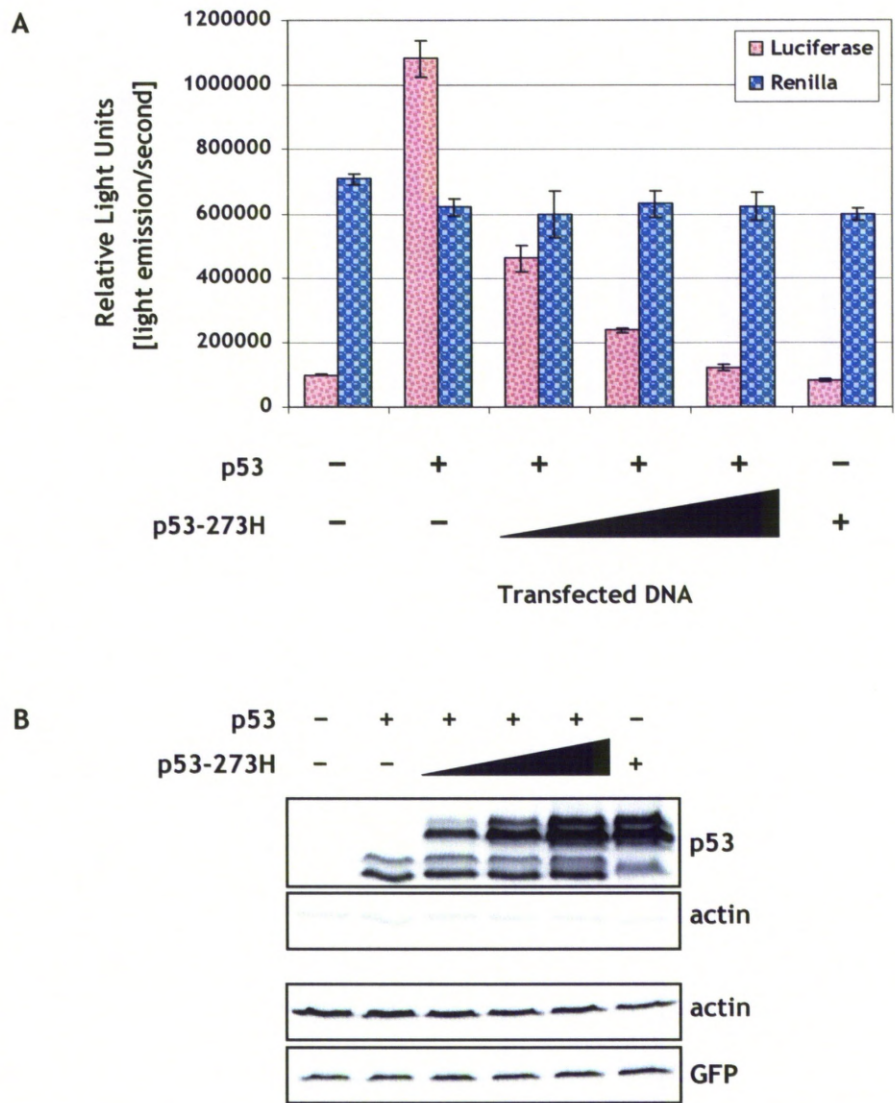 A
1200000
1000000
800000
600000
400000
200000
0
Relative Light Units
[light emission/second]
Luciferase
Renilla
p53 – + + + + –
p53-273H – – +
Transfected DNA
B
p53 – + + + + –
p53-273H – – +
p53
actin
actin
GFP